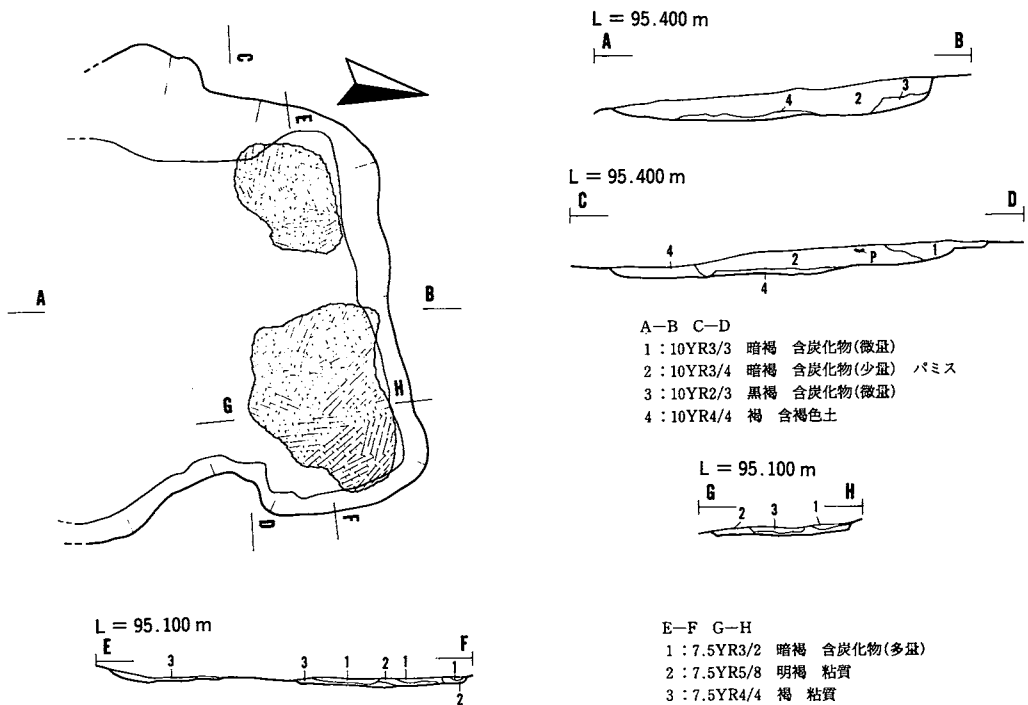 C
E
A
B
G
H
D
F
L = 95.400 m
A B
3
4 2
L = 95.400 m
C D
4 2 P 1
4
A—B C—D
1：10YR3/3 暗褐 含炭化物(微量)
2：10YR3/4 暗褐 含炭化物(少量) パミス
3：10YR2/3 黒褐 含炭化物(微量)
4：10YR4/4 褐 含褐色土
L = 95.100 m
G H
2 3 1
L = 95.100 m
E F
3 3 1 2 1 1
2
E—F G—H
1：7.5YR3/2 暗褐 含炭化物(多量)
2：7.5YR5/8 明褐 粘質
3：7.5YR4/4 褐 粘質